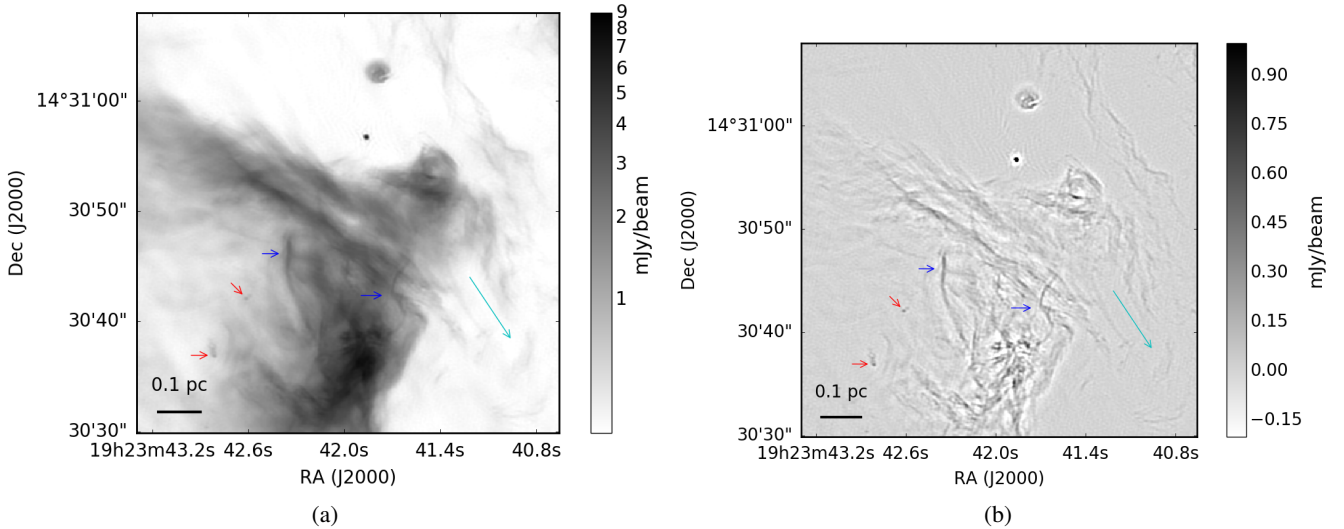 9
8
7
6
5
4
3
2
1
mJy/beam
14°31'00"
30'50"
30'40"
30'30"
Dec (J2000)
0.1 pc
19h23m43.2s 42.6s 42.0s 41.4s 40.8s
RA (J2000)
(a)
0.90
0.75
0.60
0.45
0.30
0.15
0.00
−0.15
mJy/beam
14°31'00"
30'50"
30'40"
30'30"
Dec (J2000)
0.1 pc
19h23m43.2s 42.6s 42.0s 41.4s 40.8s
RA (J2000)
(b)